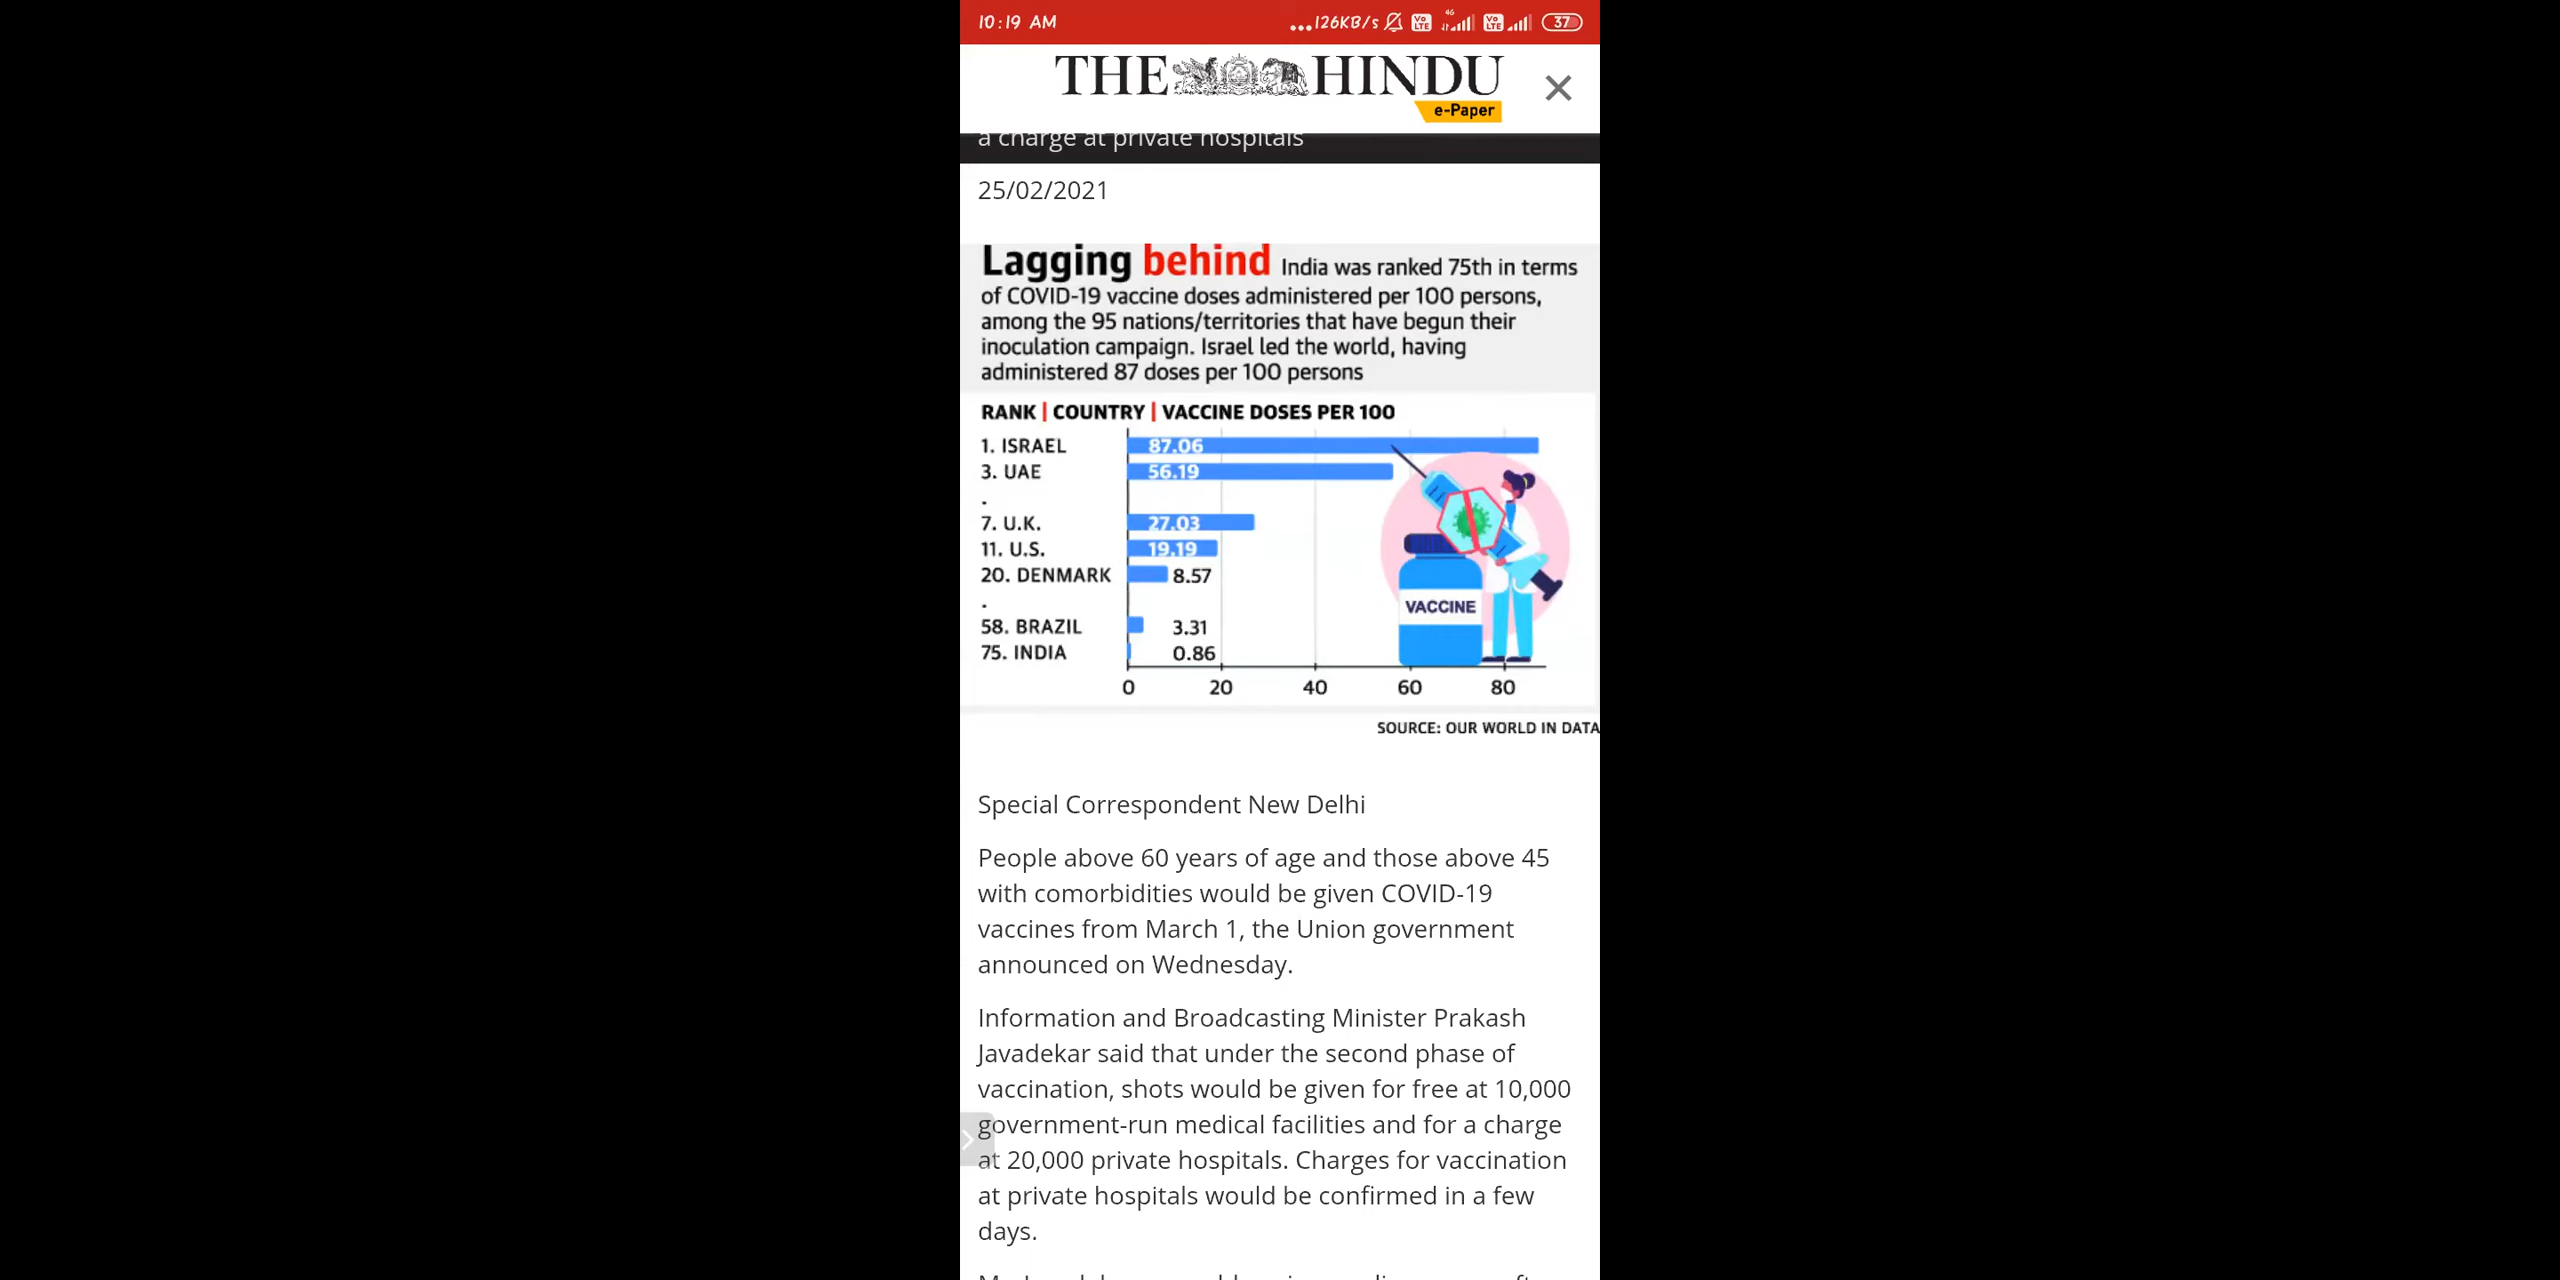 10:19 AM
...126KB/s Vo LTE 4G Vo LTE 37
THE HINDU
e-Paper
a charge at private hospitals
25/02/2021
Lagging behind India was ranked 75th in terms
of COVID-19 vaccine doses administered per 100 persons,
among the 95 nations/territories that have begun their
inoculation campaign. Israel led the world, having
administered 87 doses per 100 persons
RANK | COUNTRY | VACCINE DOSES PER 100
1. ISRAEL 87.06
3. UAE 56.19
.
7. U.K. 27.03
11. U.S. 19.19
20. DENMARK 8.57
.
58. BRAZIL 3.31
75. INDIA 0.86
VACCINE
0 20 40 60 80
SOURCE: OUR WORLD IN DATA
Special Correspondent New Delhi
People above 60 years of age and those above 45
with comorbidities would be given COVID-19
vaccines from March 1, the Union government
announced on Wednesday.
Information and Broadcasting Minister Prakash
Javadekar said that under the second phase of
vaccination, shots would be given for free at 10,000
government-run medical facilities and for a charge
at 20,000 private hospitals. Charges for vaccination
at private hospitals would be confirmed in a few
days.